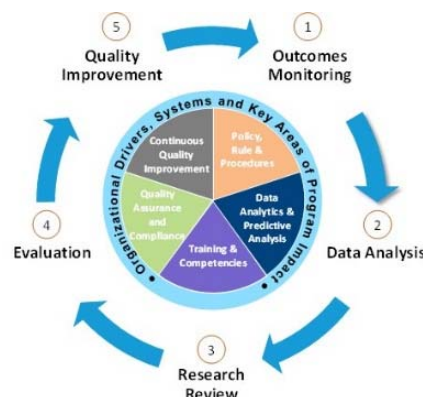 5
Quality
Improvement
1
Outcomes
Monitoring
• Organizational Drivers, Systems and Key Areas of Program Impact •
Continuous
Quality
Improvement
Policy,
Rule &
Procedures
Quality
Assurance
and
Compliance
Data
Analytics &
Predictive
Analysis
Training &
Competencies
4
Evaluation
2
Data Analysis
3
Research
Review